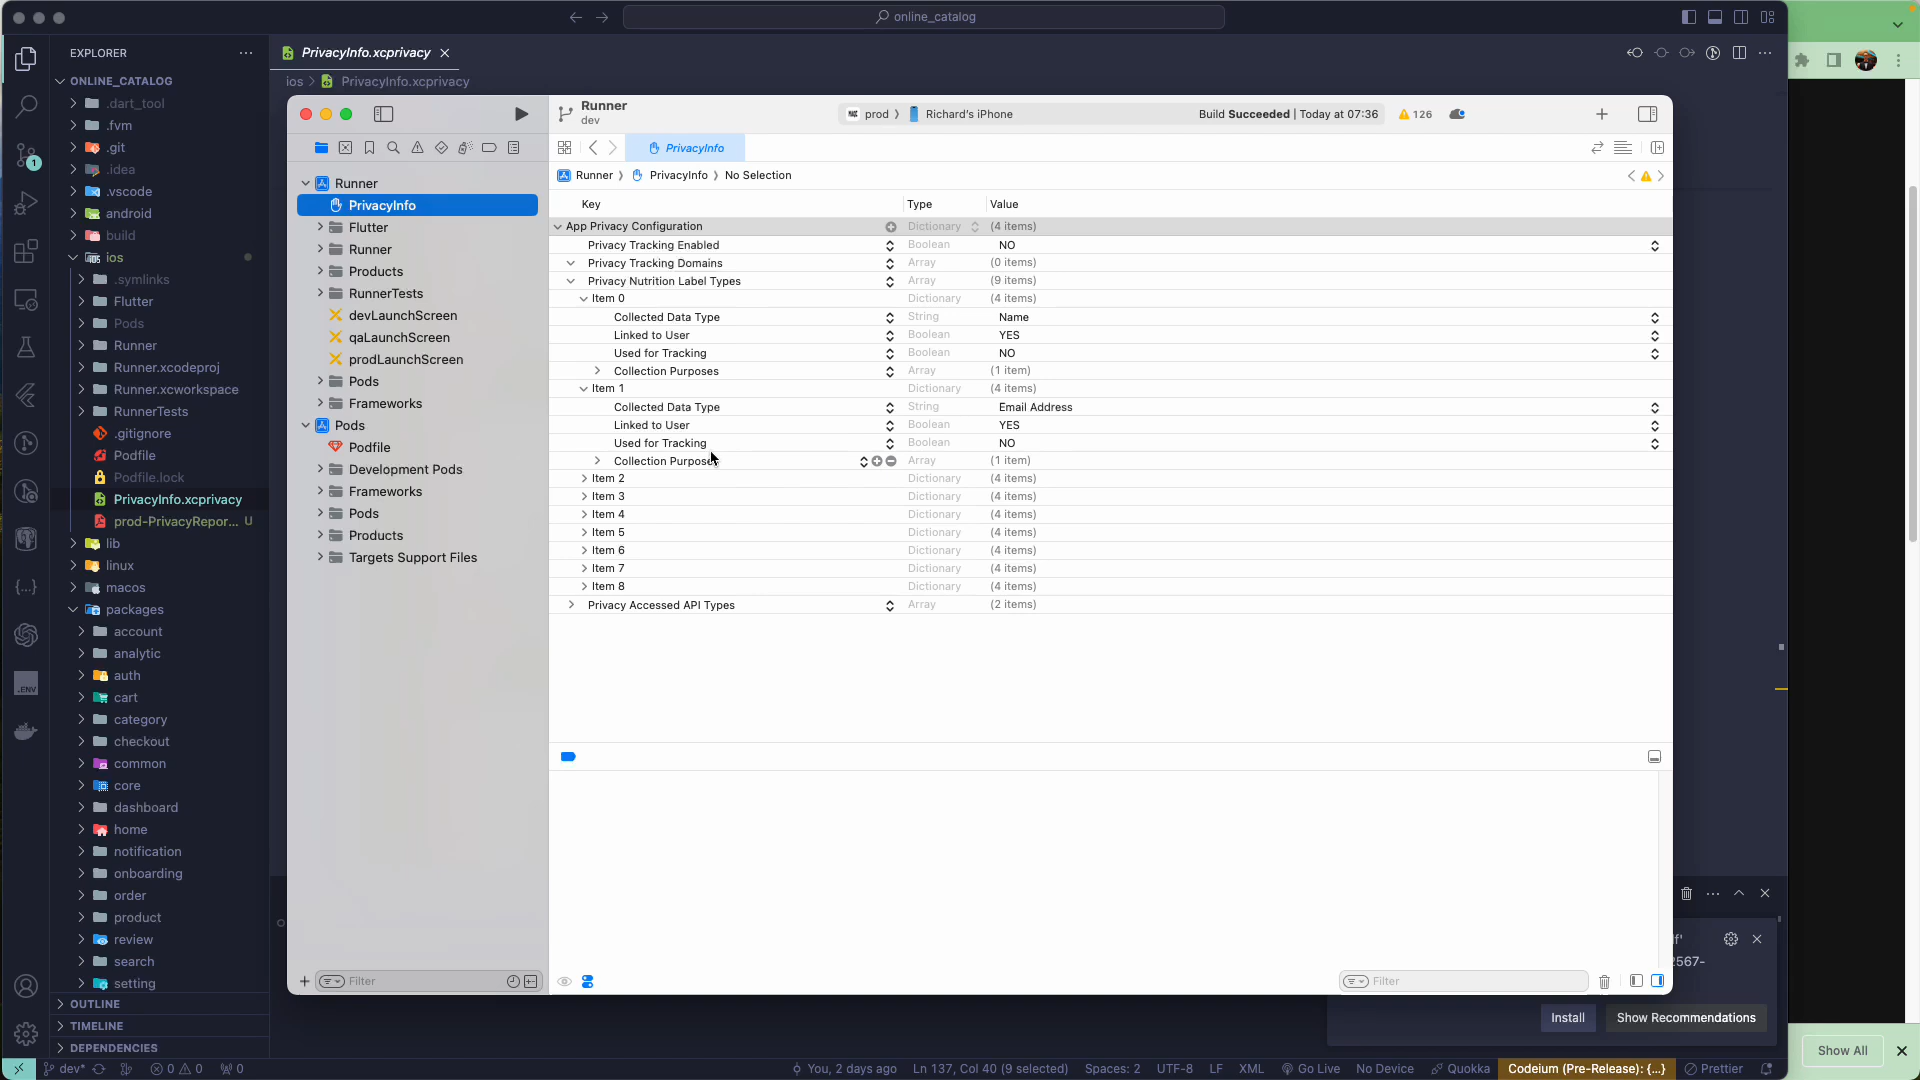 online_catalog
EXPLORER
PrivacyInfo.xcprivacy
ONLINE_CATALOG
ios > PrivacyInfo.xcprivacy
.dart_tool
.fvm
.git
.idea
.vscode
android
build
ios
.symlinks
Flutter
Pods
Runner
Runner.xcodeproj
Runner.xcworkspace
RunnerTests
.gitignore
Podfile
Podfile.lock
PrivacyInfo.xcprivacy
prod-PrivacyRepor... U
lib
linux
macos
packages
account
analytic
auth
cart
category
checkout
common
core
dashboard
home
notification
onboarding
order
product
review
search
setting
OUTLINE
TIMELINE
DEPENDENCIES
1
.ENV
Runner
dev
prod
Richard's iPhone
Build Succeeded | Today at 07:36
126
PrivacyInfo
Runner
PrivacyInfo
No Selection
Runner
PrivacyInfo
Flutter
Runner
Products
RunnerTests
devLaunchScreen
qaLaunchScreen
prodLaunchScreen
Pods
Frameworks
Pods
Podfile
Development Pods
Frameworks
Pods
Products
Targets Support Files
Filter
Key Type Value
App Privacy Configuration Dictionary (4 items)
Privacy Tracking Enabled Boolean NO
Privacy Tracking Domains Array (0 items)
Privacy Nutrition Label Types Array (9 items)
Item 0 Dictionary (4 items)
Collected Data Type String Name
Linked to User Boolean YES
Used for Tracking Boolean NO
Collection Purposes Array (1 item)
Item 1 Dictionary (4 items)
Collected Data Type String Email Address
Linked to User Boolean YES
Used for Tracking Boolean NO
Collection Purposes Array (1 item)
Item 2 Dictionary (4 items)
Item 3 Dictionary (4 items)
Item 4 Dictionary (4 items)
Item 5 Dictionary (4 items)
Item 6 Dictionary (4 items)
Item 7 Dictionary (4 items)
Item 8 Dictionary (4 items)
Privacy Accessed API Types Array (2 items)
Filter
2567-
Install
Show Recommendations
Show All
dev*
0 0
0
You, 2 days ago
Ln 137, Col 40 (9 selected)
Spaces: 2
UTF-8
LF
XML
Go Live
No Device
Quokka
Codeium (Pre-Release): {...}
Prettier